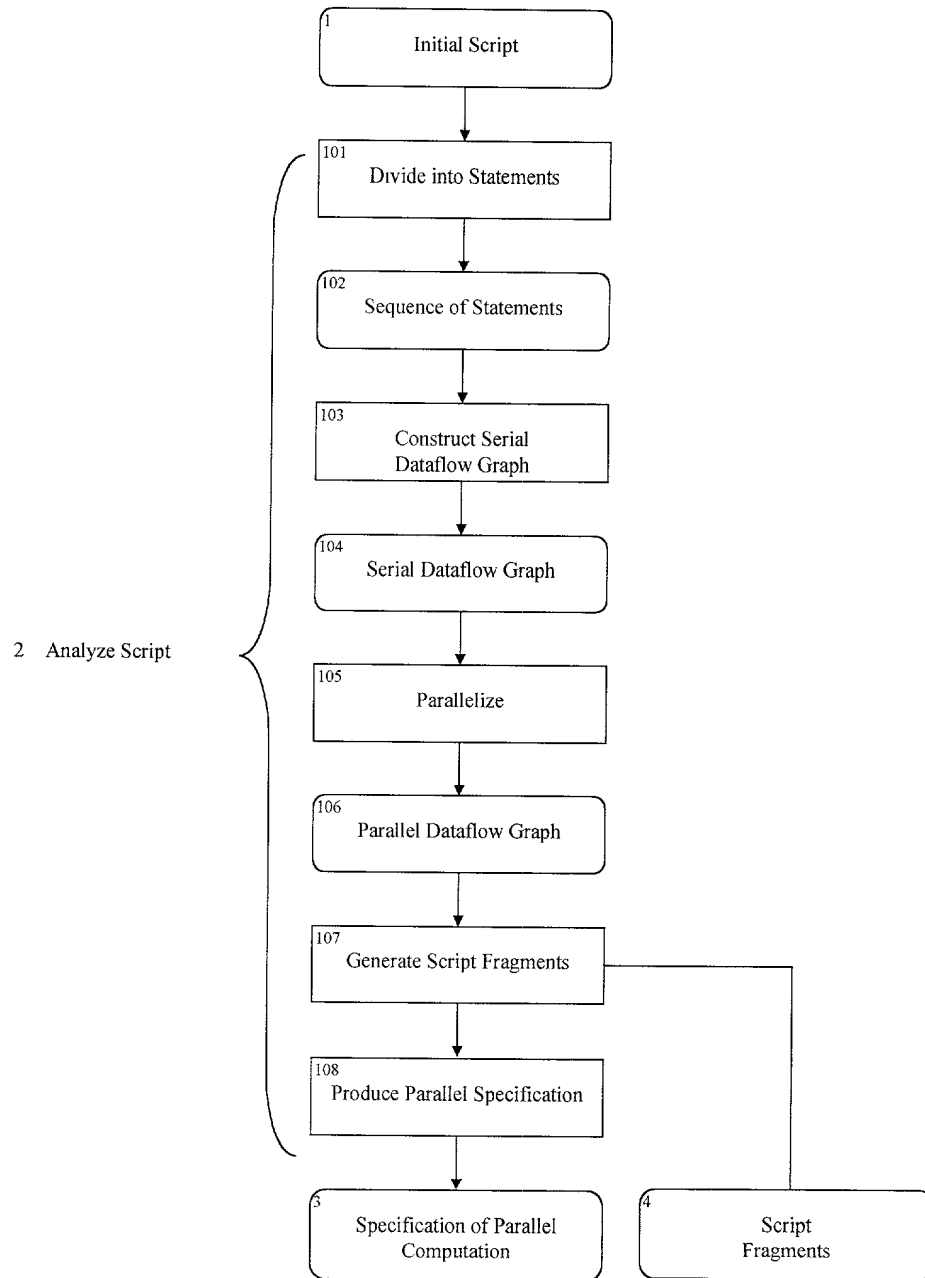 1
Initial Script
101
Divide into Statements
102
Sequence of Statements
103
Construct Serial
Dataflow Graph
104
Serial Dataflow Graph
2 Analyze Script
105
Parallelize
106
Parallel Dataflow Graph
107
Generate Script Fragments
108
Produce Parallel Specification
3
Specification of Parallel
Computation
4
Script
Fragments